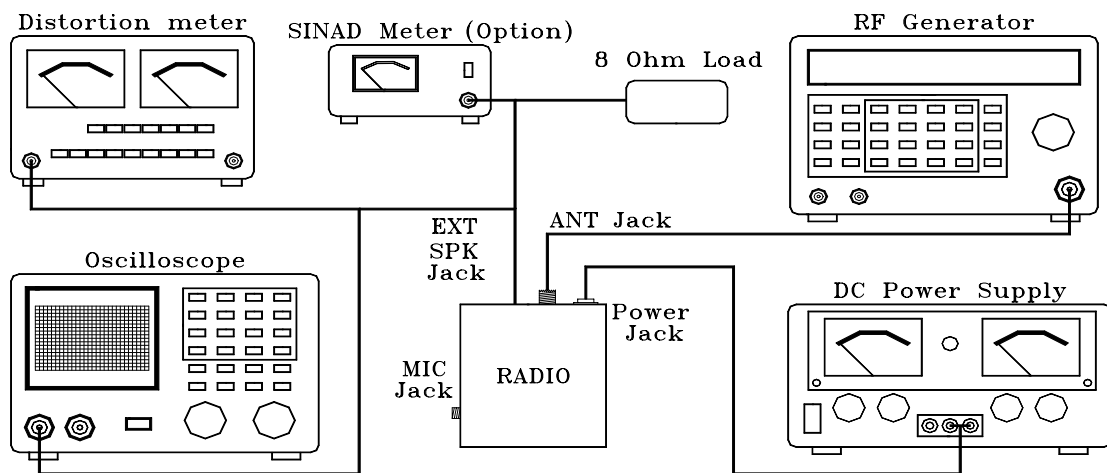 Distortion meter
SINAD Meter (Option)
RF Generator
8 Ohm Load
EXT
SPK
Jack
ANT Jack
Oscilloscope
DC Power Supply
Power
Jack
MIC
Jack
RADIO